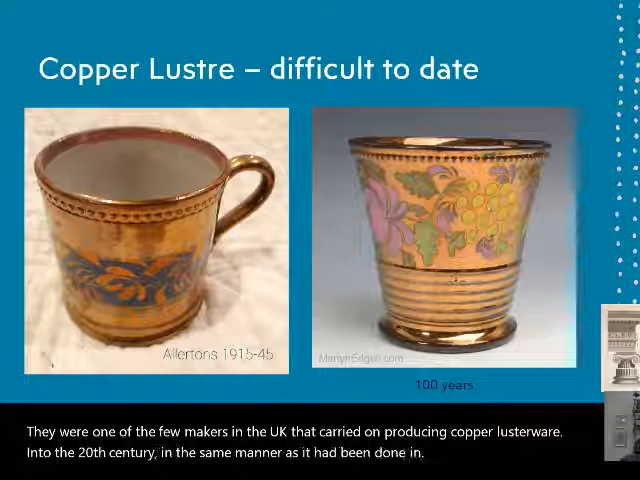 Copper Lustre – difficult to date
Allertons 1915-45
MartynEdgell.com
100 years
They were one of the few makers in the UK that carried on producing copper lusterware.
Into the 20th century, in the same manner as it had been done in.